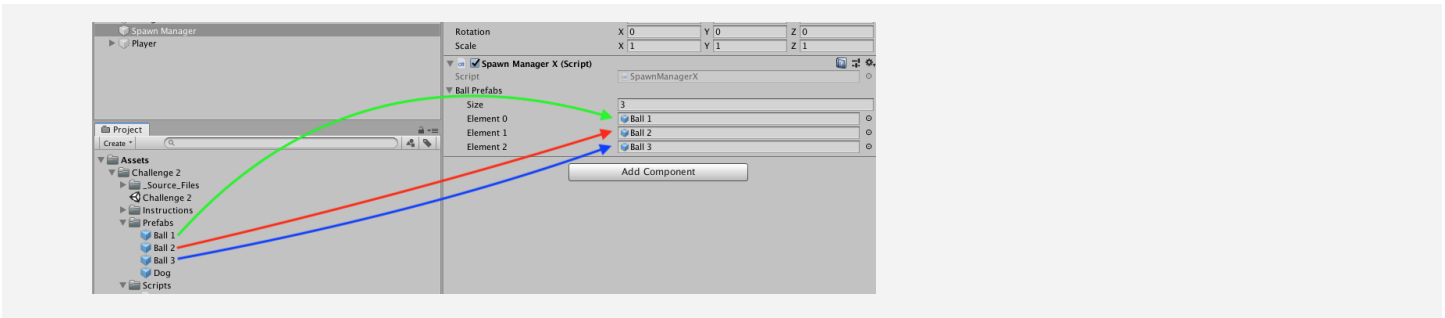 Spawn Manager
Player
Project
Create
Assets
Challenge 2
_Source_Files
Challenge 2
Instructions
Prefabs
Ball 1
Ball 2
Ball 3
Dog
Scripts
Rotation X 0 Y 0 Z 0
Scale X 1 Y 1 Z 1
Spawn Manager X (Script)
Script SpawnManagerX
Ball Prefabs
Size 3
Element 0 Ball 1
Element 1 Ball 2
Element 2 Ball 3
Add Component